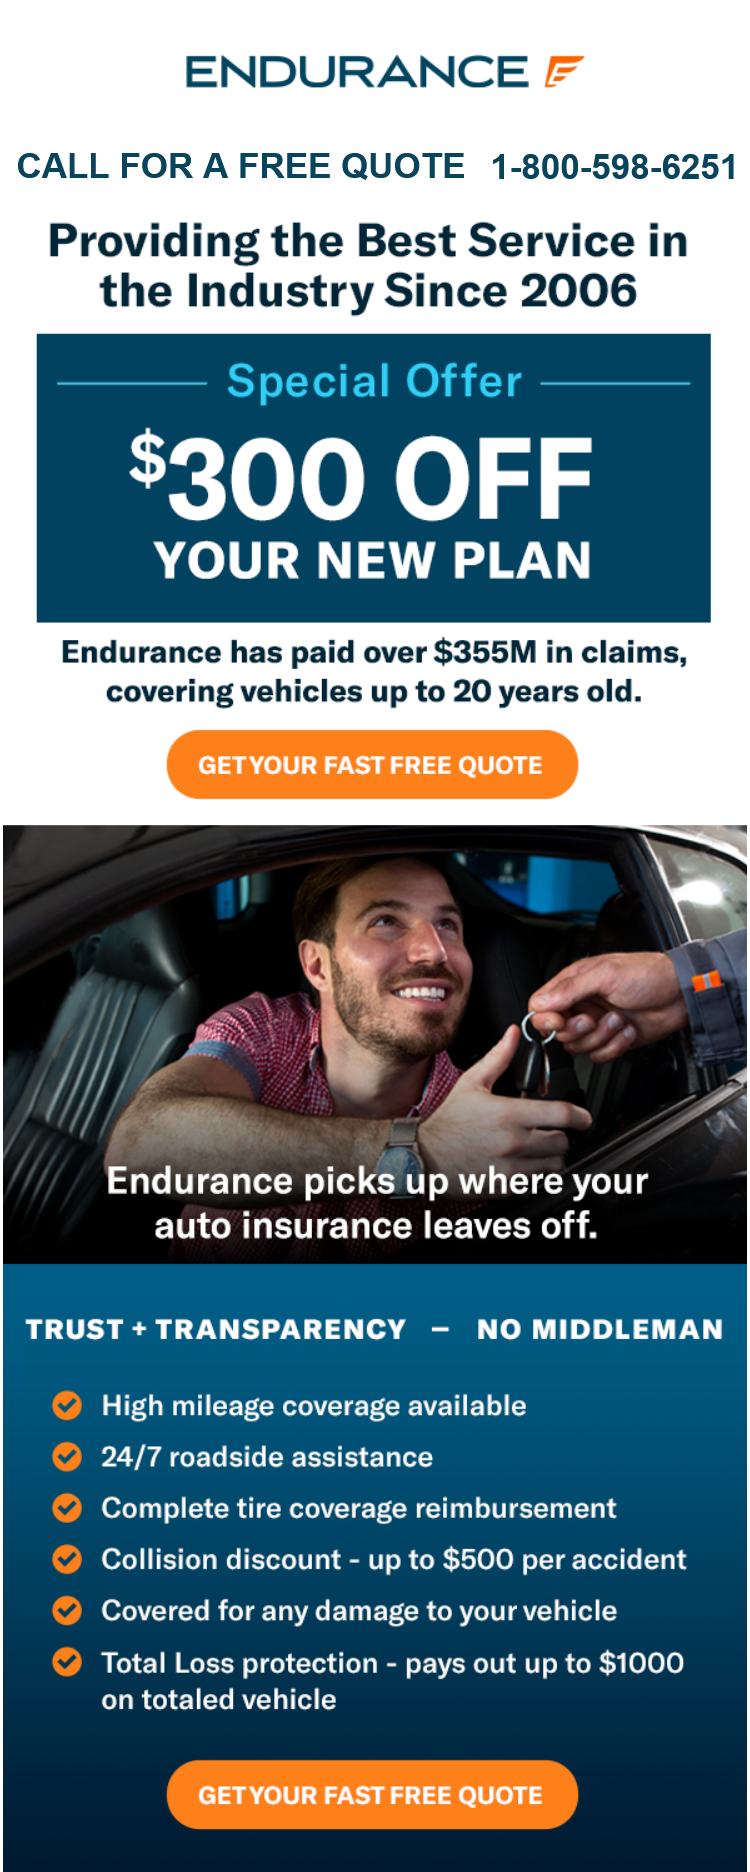 ENDURANCE
CALL FOR A FREE QUOTE 1-800-598-6251
Providing the Best Service in
the Industry Since 2006
Special Offer
$300 OFF
YOUR NEW PLAN
Endurance has paid over $355M in claims,
covering vehicles up to 20 years old.
GET YOUR FAST FREE QUOTE
Endurance picks up where your
auto insurance leaves off.
TRUST + TRANSPARENCY – NO MIDDLEMAN
High mileage coverage available
24/7 roadside assistance
Complete tire coverage reimbursement
Collision discount - up to $500 per accident
Covered for any damage to your vehicle
Total Loss protection - pays out up to $1000
on totaled vehicle
GET YOUR FAST FREE QUOTE